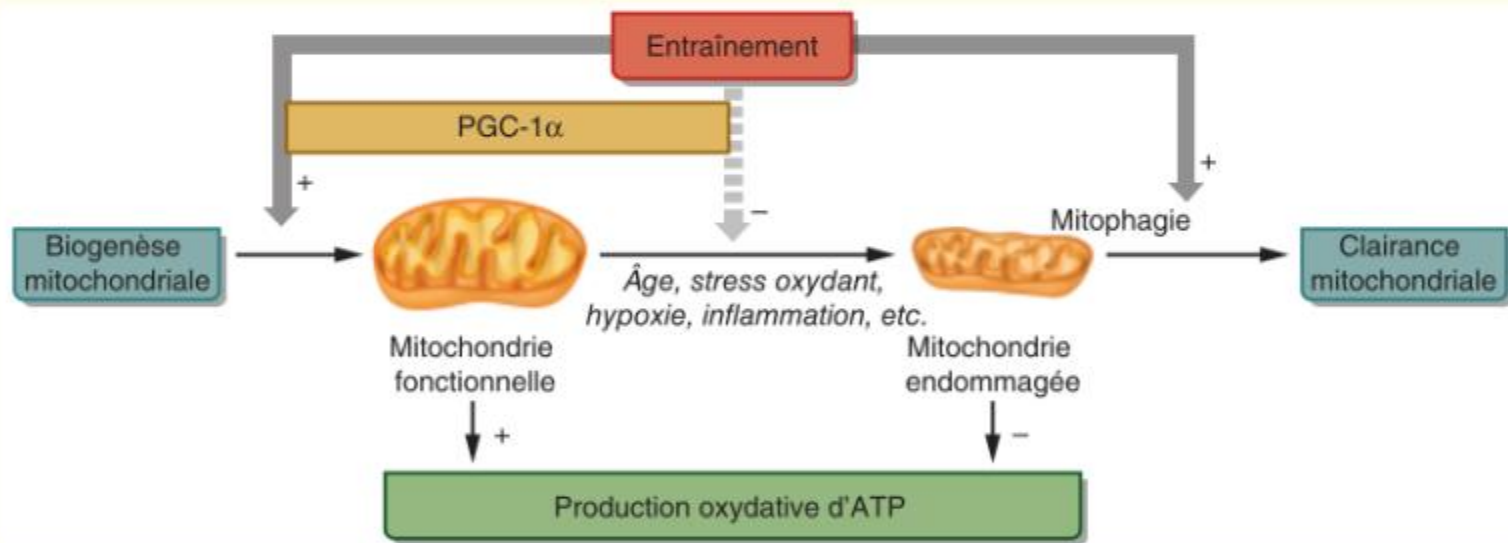 Entraînement
PGC-1α
+
–
+
Mitophagie
Biogenèse
mitochondriale
Clairance
mitochondriale
Âge, stress oxydant,
hypoxie, inflammation, etc.
Mitochondrie
fonctionnelle
Mitochondrie
endommagée
+
–
Production oxydative d'ATP